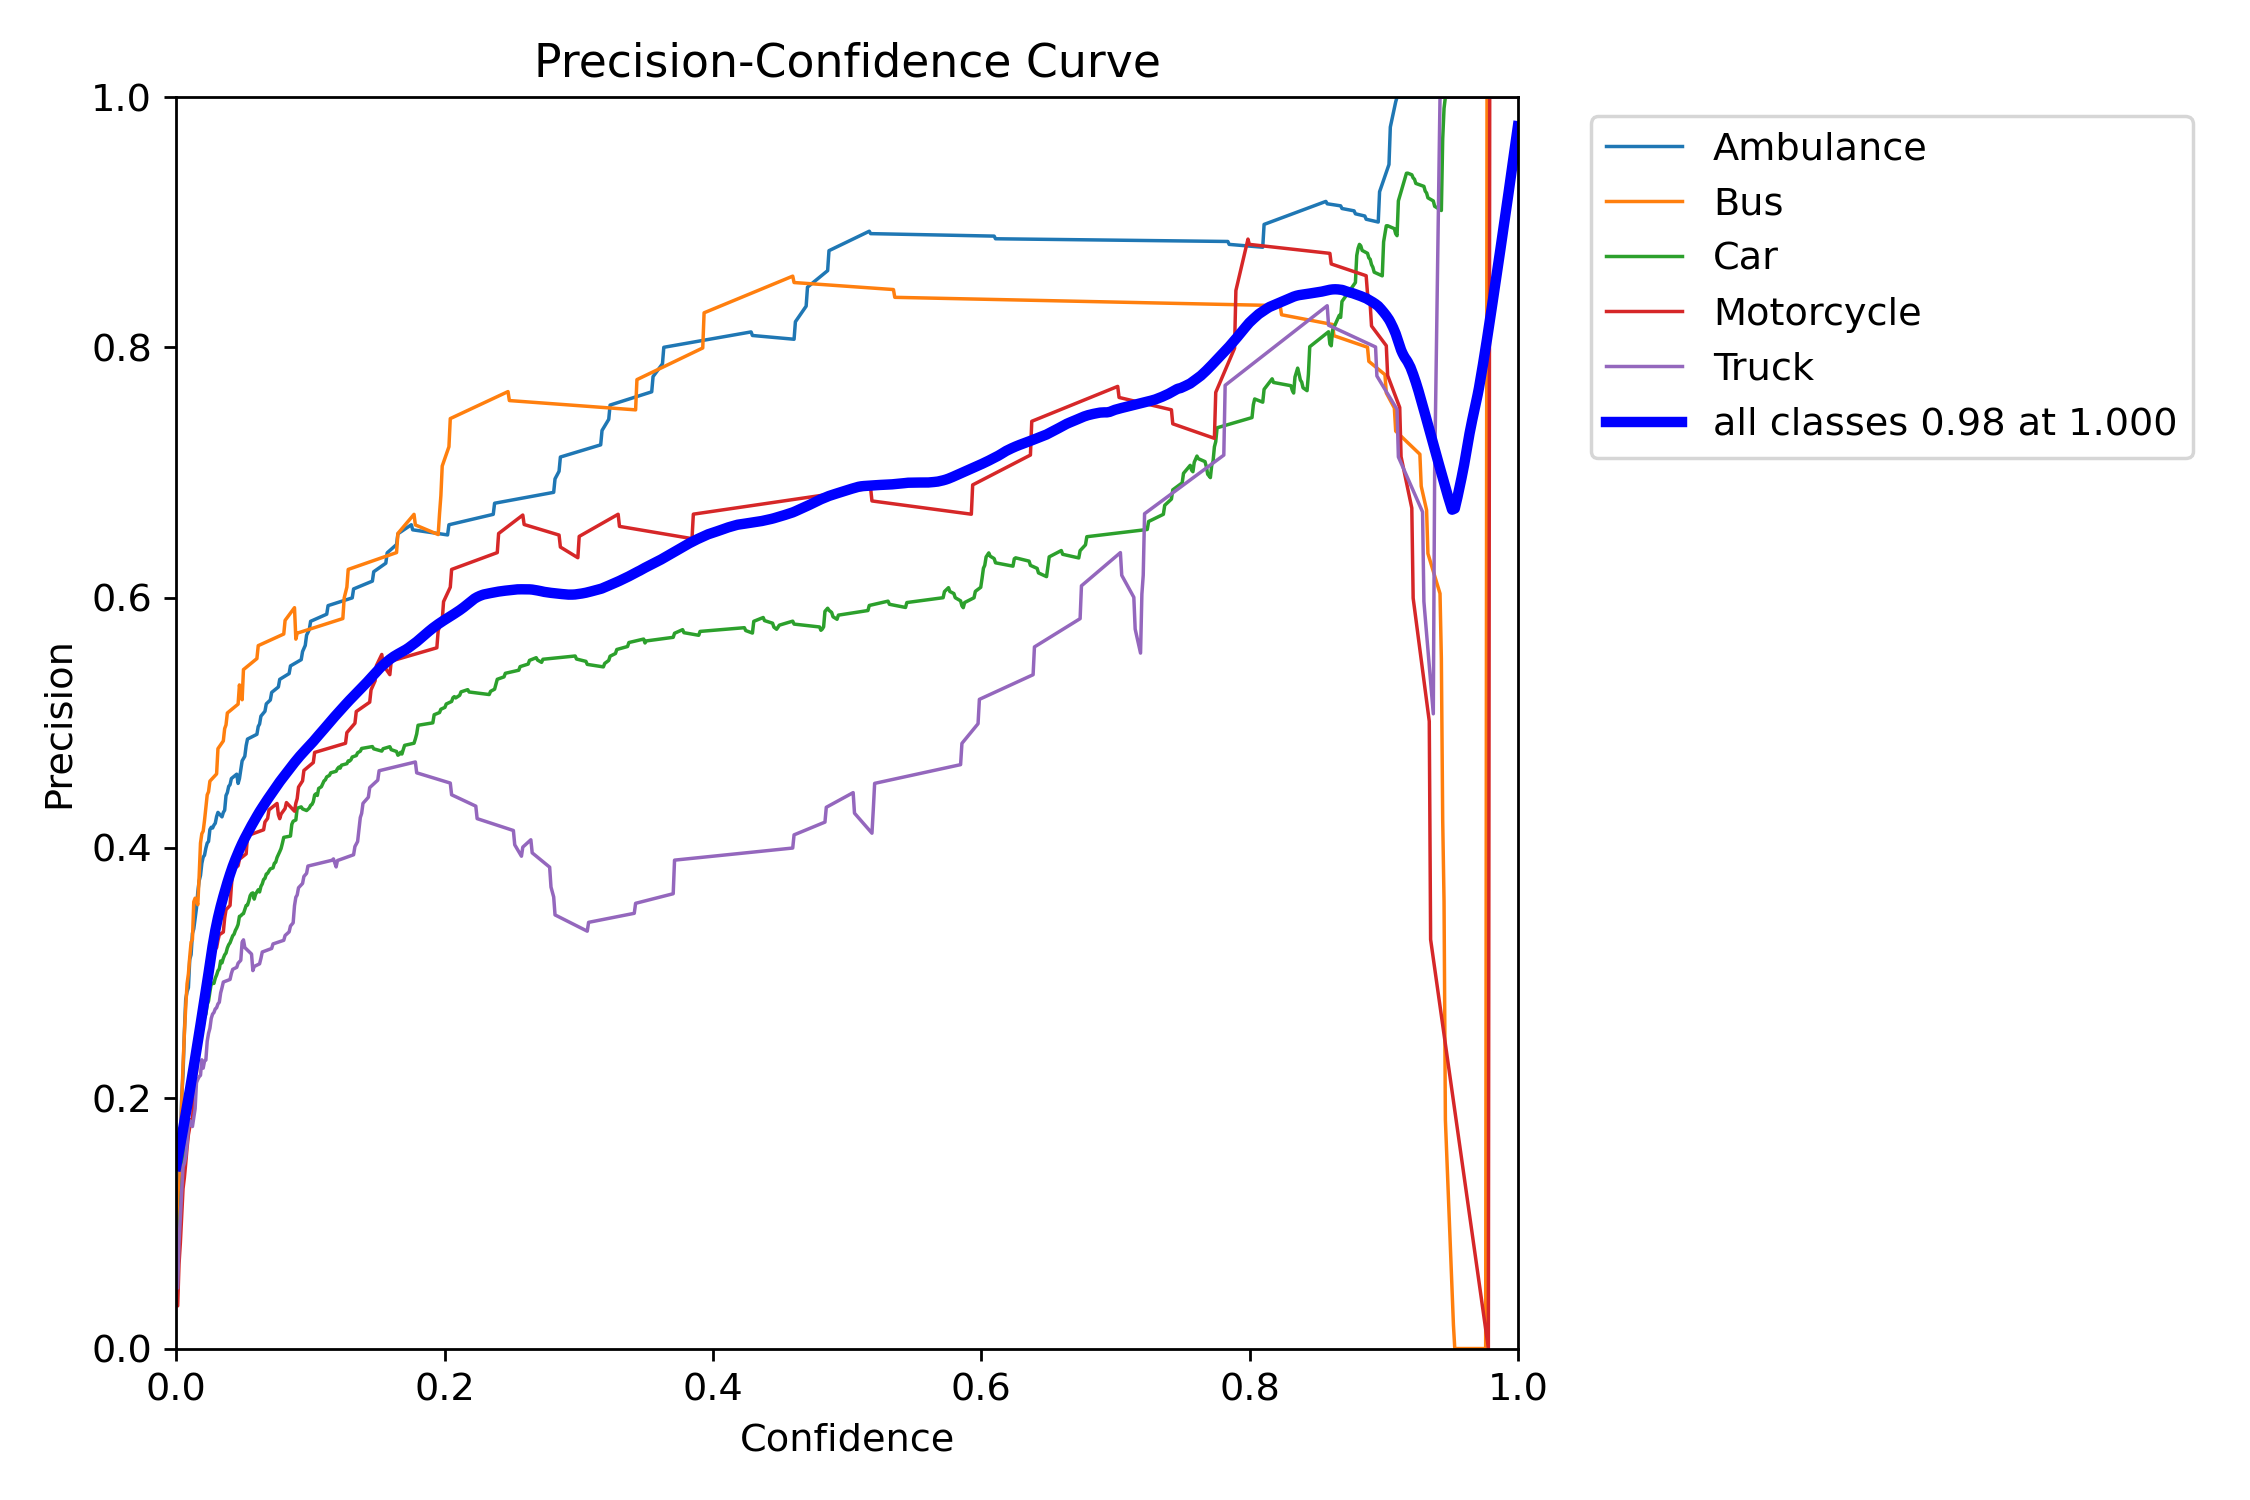 Precision-Confidence Curve
1.0
0.8
0.6
0.4
0.2
0.0
Precision
0.0 0.2 0.4 0.6 0.8 1.0
Confidence
Ambulance
Bus
Car
Motorcycle
Truck
all classes 0.98 at 1.000